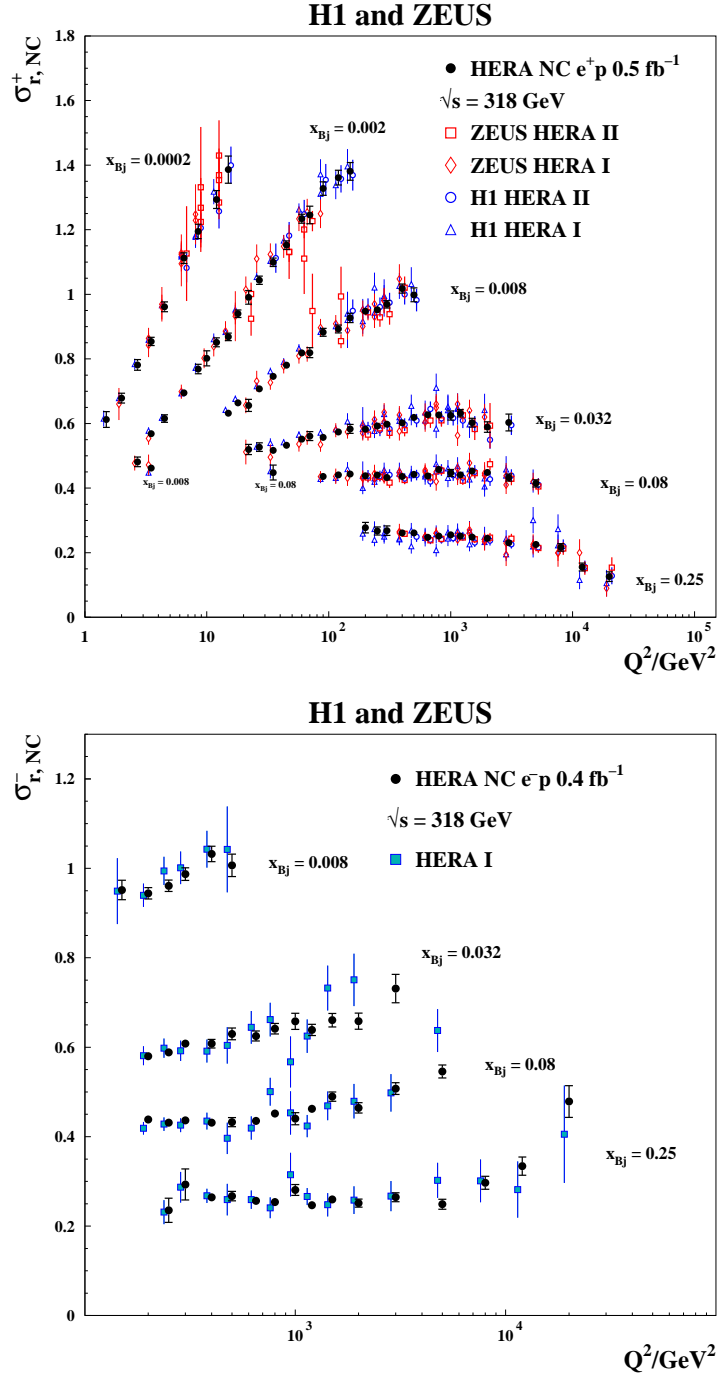 H1 and ZEUS
σ⁺r, NC
1.8
1.6
1.4
1.2
1
0.8
0.6
0.4
0.2
0
HERA NC e⁺p 0.5 fb⁻¹
√s = 318 GeV
ZEUS HERA II
ZEUS HERA I
H1 HERA II
H1 HERA I
xBj = 0.0002
xBj = 0.002
xBj = 0.008
xBj = 0.032
xBj = 0.08
xBj = 0.25
xBj = 0.008
xBj = 0.08
1
10
10²
10³
10⁴
10⁵
Q²/GeV²
H1 and ZEUS
σ⁻r, NC
1.2
1
0.8
0.6
0.4
0.2
0
HERA NC e⁻p 0.4 fb⁻¹
√s = 318 GeV
HERA I
xBj = 0.008
xBj = 0.032
xBj = 0.08
xBj = 0.25
10³
10⁴
Q²/GeV²